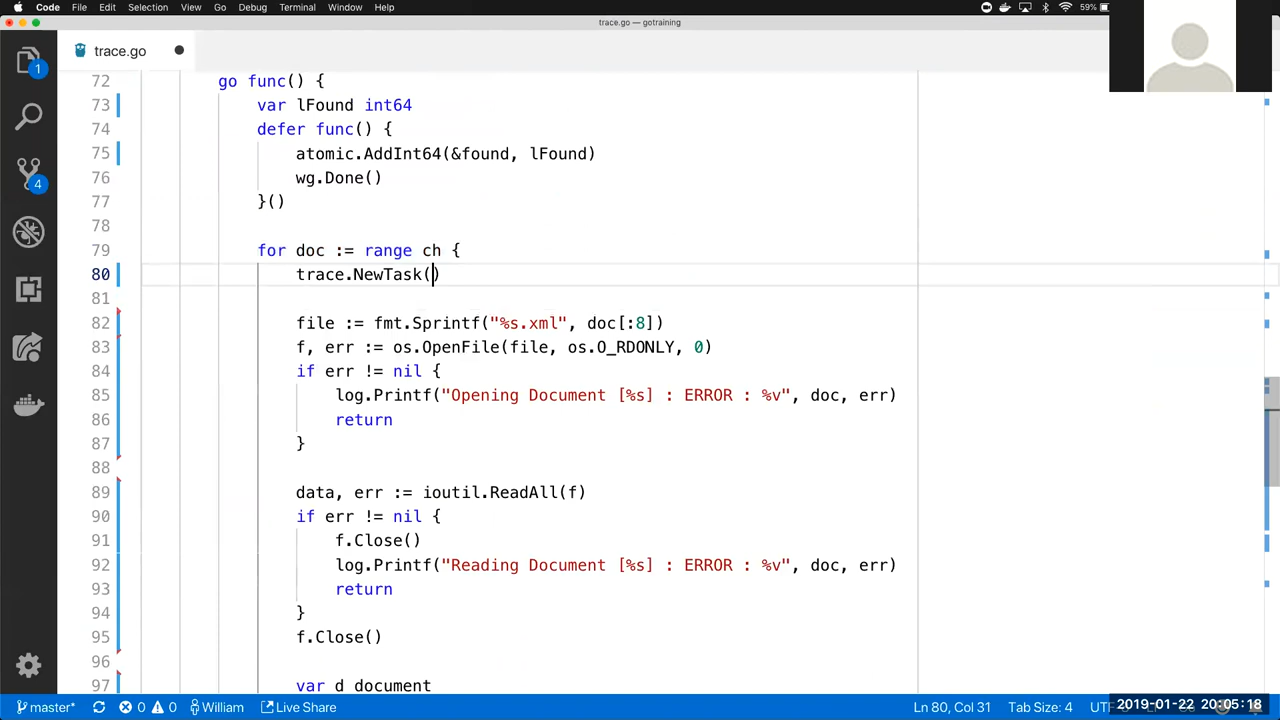 Code File Edit Selection View Go Debug Terminal Window Help 59%
trace.go — gotraining
trace.go
1
4
72 go func() {
73 var lFound int64
74 defer func() {
75 atomic.AddInt64(&found, lFound)
76 wg.Done()
77 }()
78
79 for doc := range ch {
80 trace.NewTask()
81
82 file := fmt.Sprintf("%s.xml", doc[:8])
83 f, err := os.OpenFile(file, os.O_RDONLY, 0)
84 if err != nil {
85 log.Printf("Opening Document [%s] : ERROR : %v", doc, err)
86 return
87 }
88
89 data, err := ioutil.ReadAll(f)
90 if err != nil {
91 f.Close()
92 log.Printf("Reading Document [%s] : ERROR : %v", doc, err)
93 return
94 }
95 f.Close()
96
97 var d document
master* 0 0 William Live Share Ln 80, Col 31 Tab Size: 4
2019-01-22 20:05:18